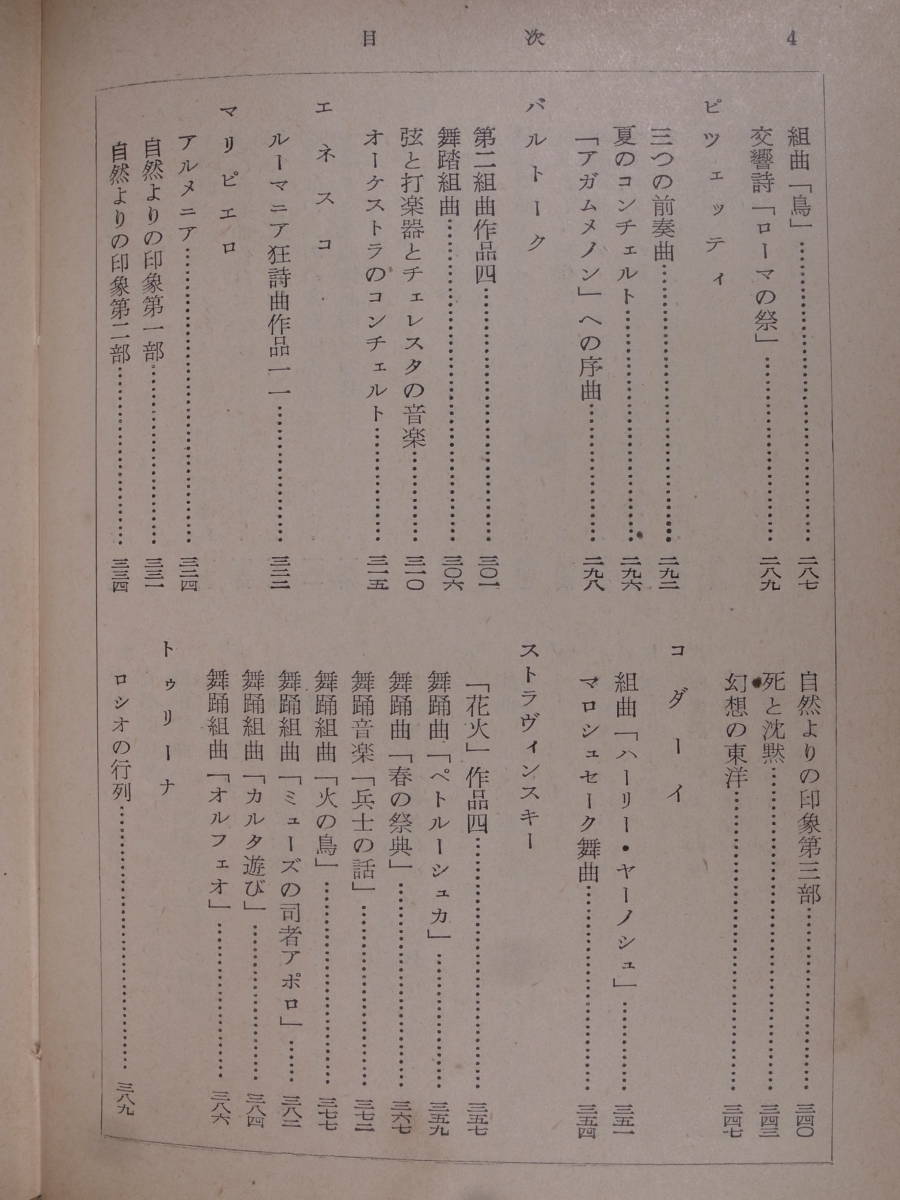 目次
4
組曲「鳥」……二八七
交響詩「ローマの祭」……二八九
ピツェッティ
三つの前奏曲……二九二
夏のコンチェルト……二九六
「アガムメノン」への序曲……二九八
バルトーク
第二組曲作品四……三〇一
舞踏組曲……三〇六
弦と打楽器とチェレスタの音楽……三一〇
オーケストラのコンチェルト……三一五
エネスコ
ルーマニア狂詩曲作品一一……三二二
マリピエロ
アルメニア……三二四
自然よりの印象第一部……三三一
自然よりの印象第二部……三三四
自然よりの印象第三部……三四〇
死と沈黙……三四三
幻想の東洋……三四七
コダーイ
組曲「ハーリー・ヤーノシュ」……三五一
マロシュセーク舞曲……三五四
ストラヴィンスキー
「花火」作品四……三五七
舞踊曲「ペトルーシュカ」……三五九
舞踊曲「春の祭典」……三六七
舞踊音楽「兵士の話」……三七二
舞踊組曲「火の鳥」……三七七
舞踊組曲「ミューズの司者アポロ」……三八二
舞踊組曲「カルタ遊び」……三八四
舞踊組曲「オルフェオ」……三八六
トゥリーナ
ロシオの行列……三八九